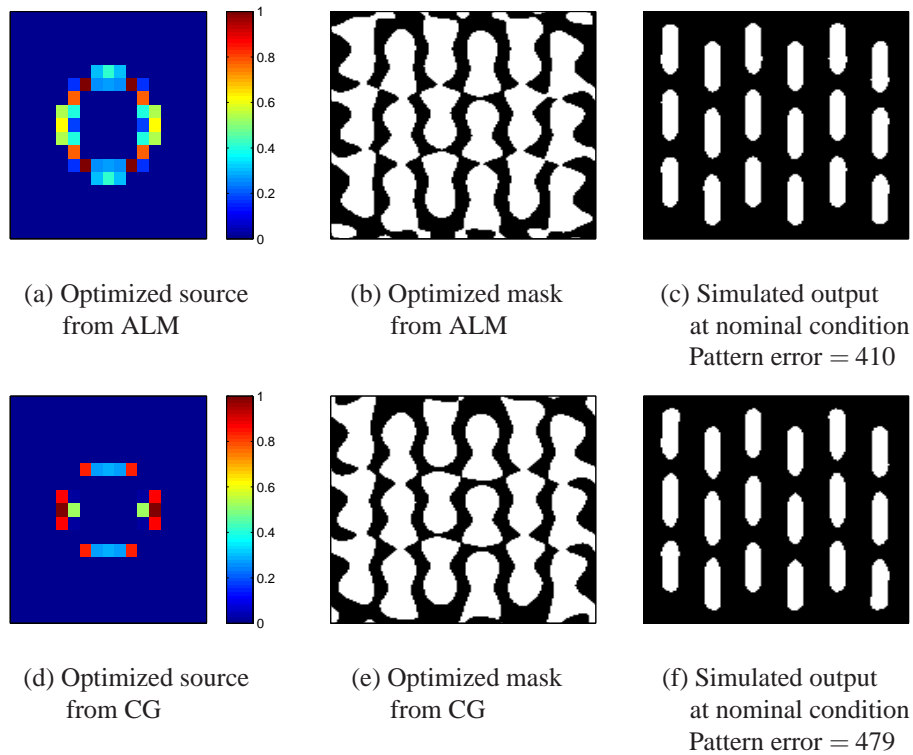 1
0.8
0.6
0.4
0.2
0
(a) Optimized source
from ALM
(b) Optimized mask
from ALM
(c) Simulated output
at nominal condition
Pattern error = 410
1
0.8
0.6
0.4
0.2
0
(d) Optimized source
from CG
(e) Optimized mask
from CG
(f) Simulated output
at nominal condition
Pattern error = 479